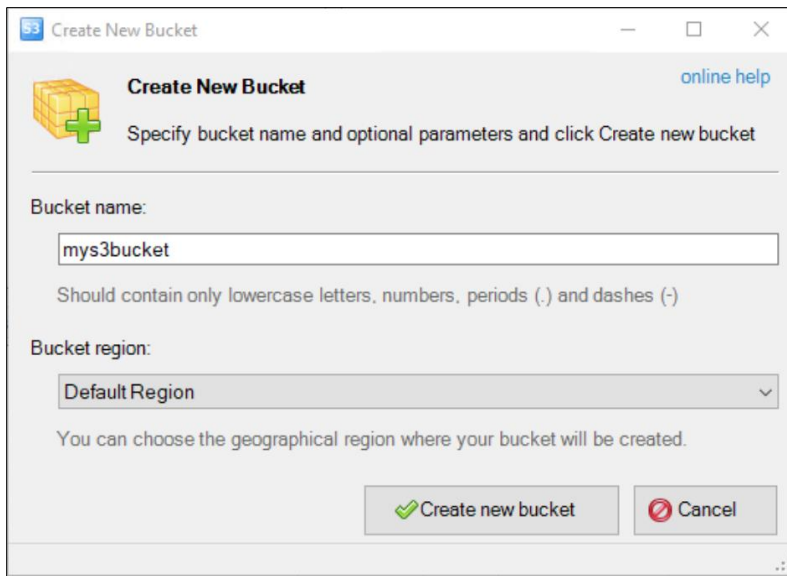 S3 Create New Bucket
online help
Create New Bucket
Specify bucket name and optional parameters and click Create new bucket
Bucket name:
mys3bucket
Should contain only lowercase letters, numbers, periods (.) and dashes (-)
Bucket region:
Default Region
You can choose the geographical region where your bucket will be created.
Create new bucket
Cancel